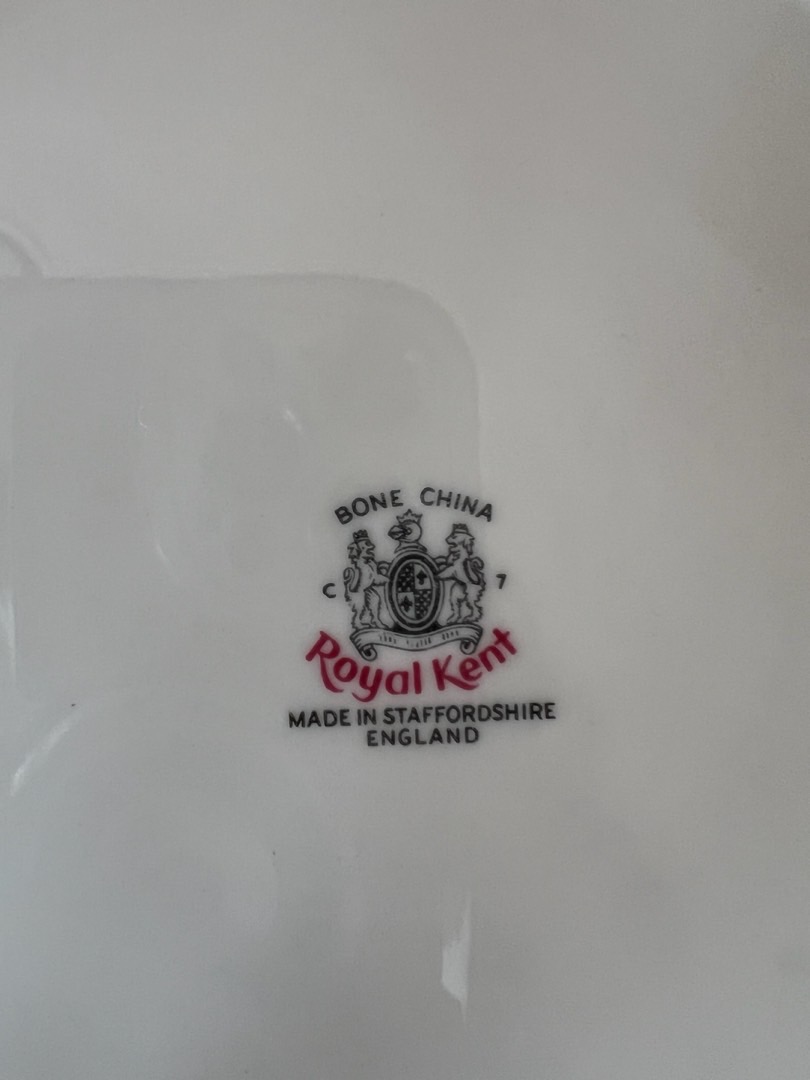 BONE CHINA
C 7
Royal Kent
MADE IN STAFFORDSHIRE
ENGLAND